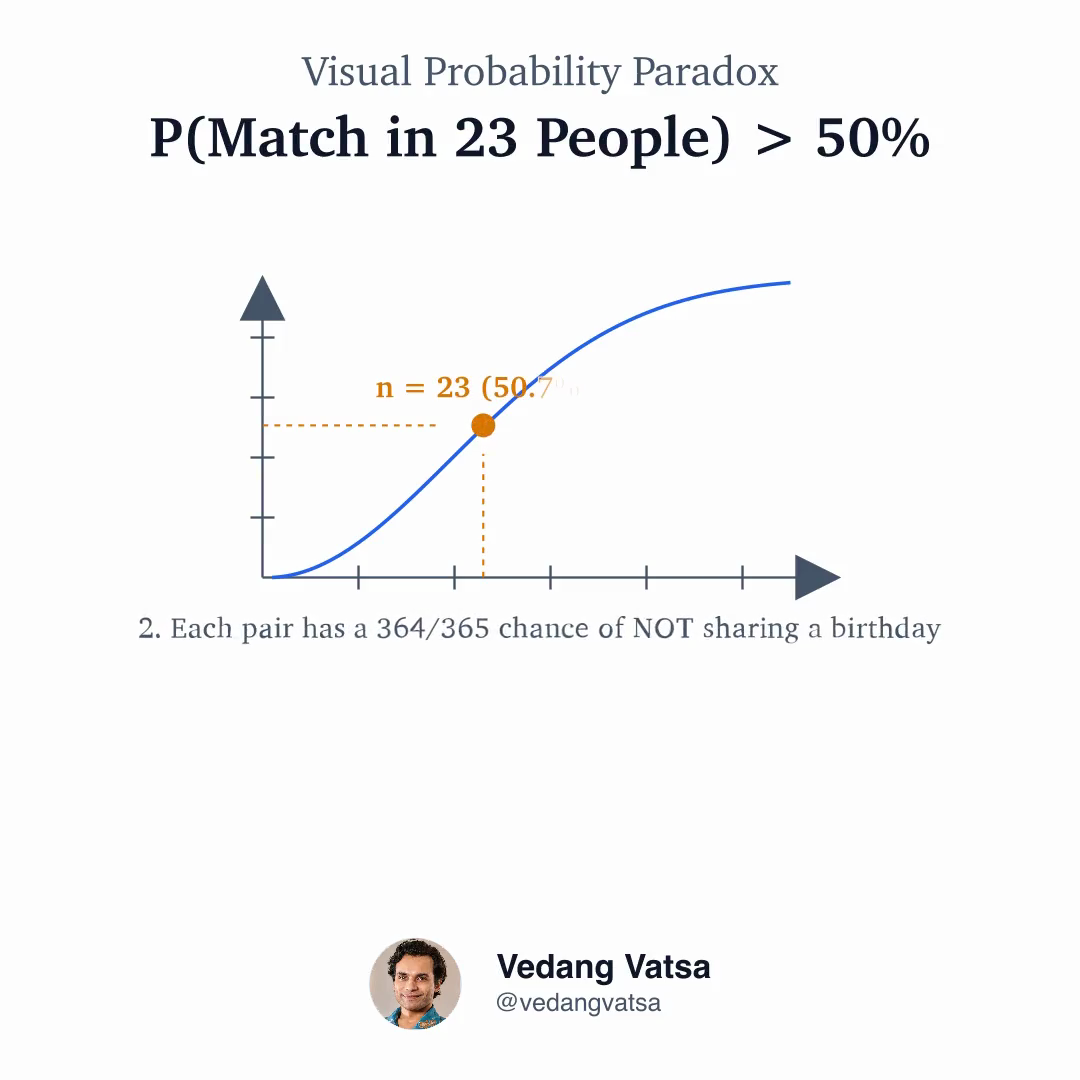 Visual Probability Paradox
P(Match in 23 People) > 50%
n = 23 (50.7%
2. Each pair has a 364/365 chance of NOT sharing a birthday
Vedang Vatsa
@vedangvatsa